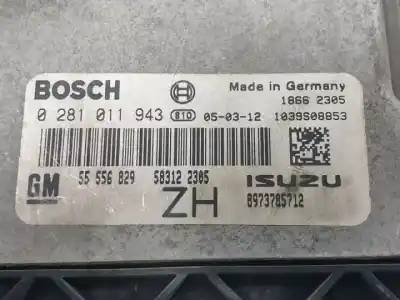 BOSCH
Made in Germany
1866 2305
0 281 011 943 810 05-03-12 1039S08853
GM 55 556 829 58312 2305 ISUZU
ZH 8973785712